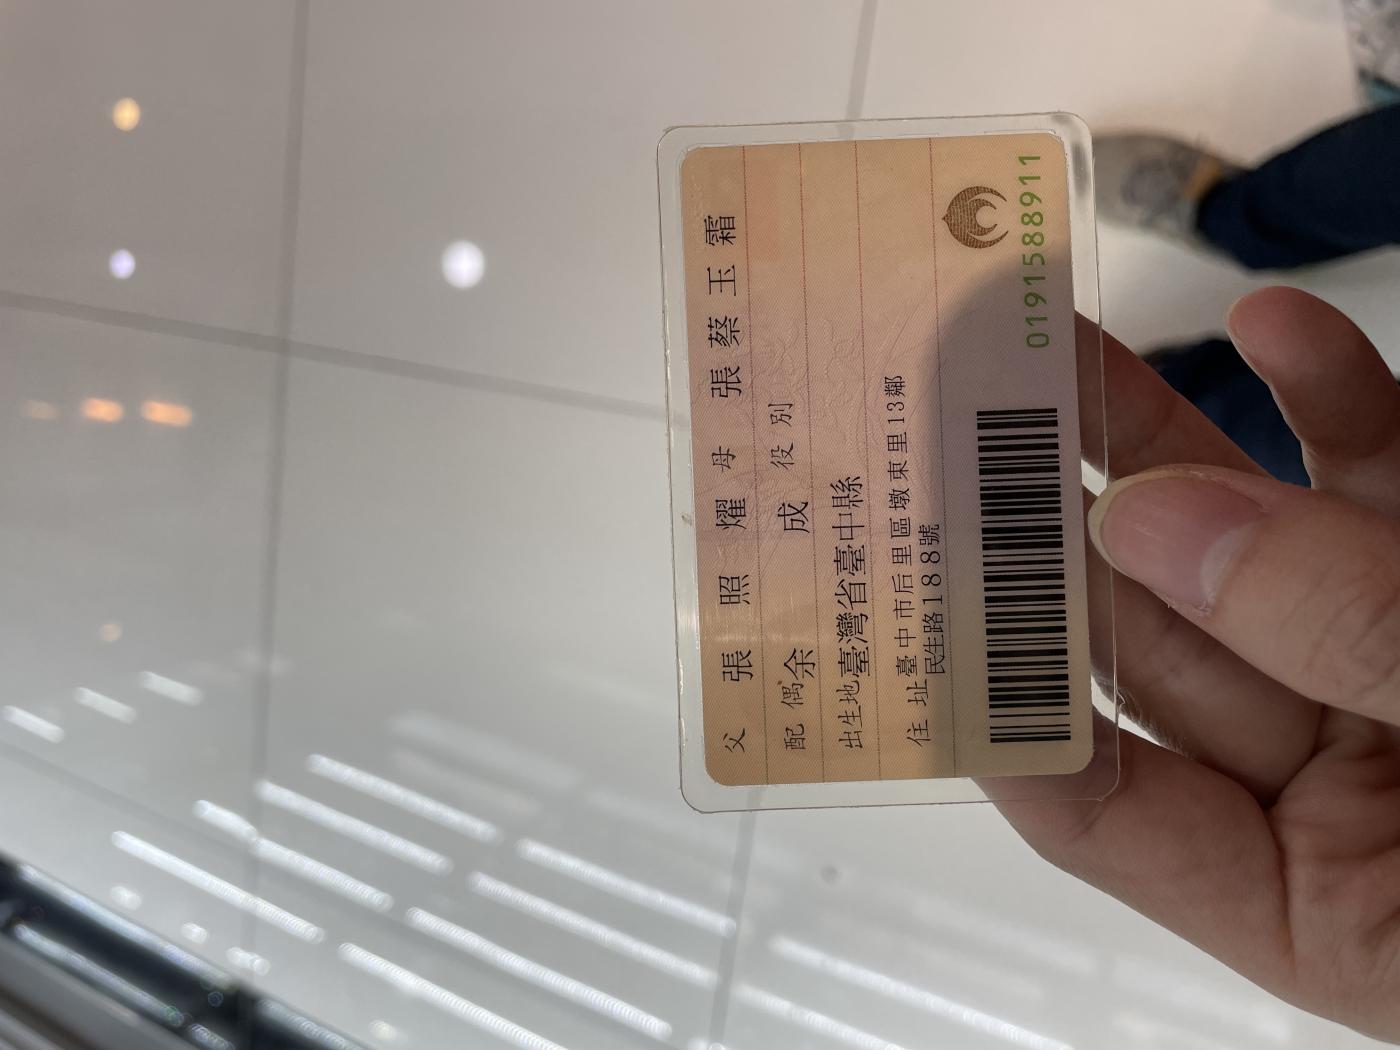 父 張照耀 母 張蔡玉霜
配偶 余成 役別
出生地 臺灣省臺中縣
住址 臺中市后里區墩東里13鄰
民生路188號
0191588911